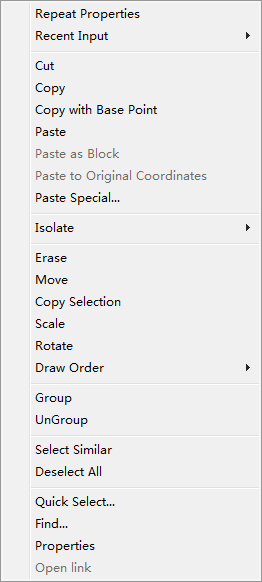 Repeat Properties
Recent Input
Cut
Copy
Copy with Base Point
Paste
Paste as Block
Paste to Original Coordinates
Paste Special...
Isolate
Erase
Move
Copy Selection
Scale
Rotate
Draw Order
Group
UnGroup
Select Similar
Deselect All
Quick Select...
Find...
Properties
Open link